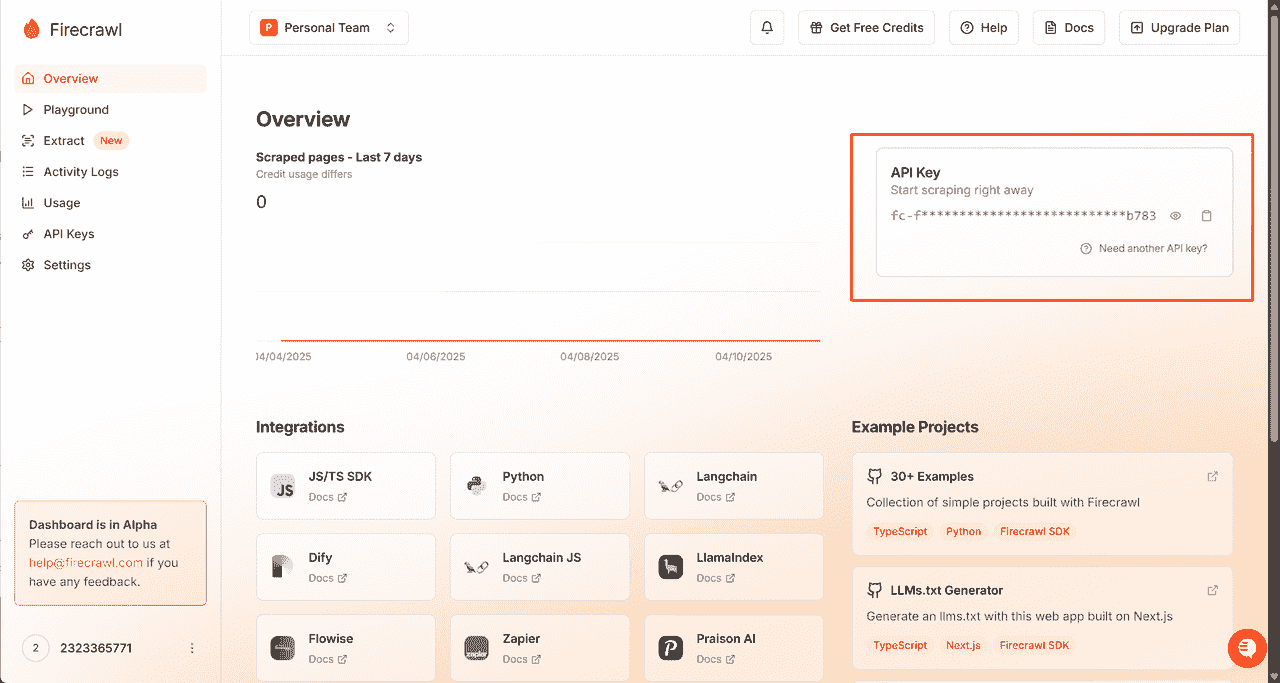 Firecrawl
Personal Team
Get Free Credits
Help
Docs
Upgrade Plan
Overview
Playground
Extract New
Activity Logs
Usage
API Keys
Settings
Dashboard is in Alpha
Please reach out to us at
help@firecrawl.com if you
have any feedback.
2
2323365771
Overview
Scraped pages - Last 7 days
Credit usage differs
0
04/04/2025
04/06/2025
04/08/2025
04/10/2025
API Key
Start scraping right away
fc-f***************************b783
Need another API key?
Integrations
JS
JS/TS SDK
Docs
Python
Docs
Langchain
Docs
Dify
Docs
Langchain JS
Docs
LlamaIndex
Docs
Flowise
Docs
zapier
Zapier
Docs
Praison AI
Docs
Example Projects
30+ Examples
Collection of simple projects built with Firecrawl
TypeScript Python Firecrawl SDK
LLMs.txt Generator
Generate an llms.txt with this web app built on Next.js
TypeScript Next.js Firecrawl SDK